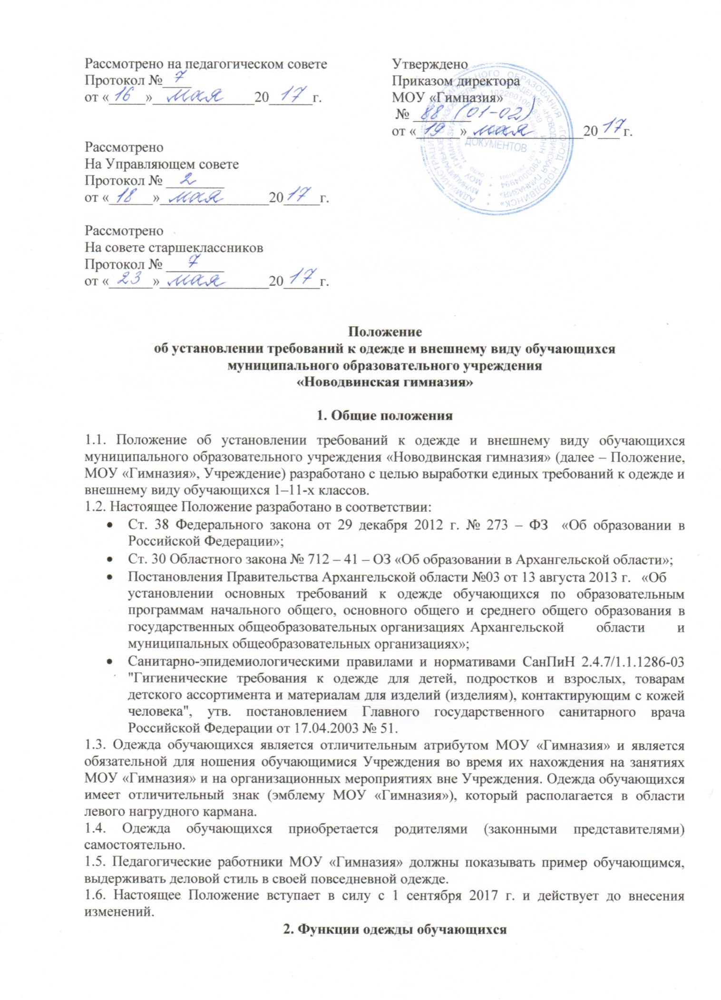 Рассмотрено на педагогическом совете
Протокол № 7
от «16» мая 2017 г.
Утверждено
Приказом директора
МОУ «Гимназия»
№ 88 (01-02)
от «19» мая 2017 г.
ДОКУМЕНТОВ
Рассмотрено
На Управляющем совете
Протокол № 2
от «18» мая 2017 г.
Рассмотрено
На совете старшеклассников
Протокол № 7
от «23» мая 2017 г.
Положение
об установлении требований к одежде и внешнему виду обучающихся
муниципального образовательного учреждения
«Новодвинская гимназия»
1. Общие положения
1.1. Положение об установлении требований к одежде и внешнему виду обучающихся
муниципального образовательного учреждения «Новодвинская гимназия» (далее – Положение,
МОУ «Гимназия», Учреждение) разработано с целью выработки единых требований к одежде и
внешнему виду обучающихся 1–11-х классов.
1.2. Настоящее Положение разработано в соответствии:
• Ст. 38 Федерального закона от 29 декабря 2012 г. № 273 – ФЗ «Об образовании в
Российской Федерации»;
• Ст. 30 Областного закона № 712 – 41 – ОЗ «Об образовании в Архангельской области»;
• Постановления Правительства Архангельской области №03 от 13 августа 2013 г. «Об
установлении основных требований к одежде обучающихся по образовательным
программам начального общего, основного общего и среднего общего образования в
государственных общеобразовательных организациях Архангельской области и
муниципальных общеобразовательных организациях»;
• Санитарно-эпидемиологическими правилами и нормативами СанПиН 2.4.7/1.1.1286-03
"Гигиенические требования к одежде для детей, подростков и взрослых, товарам
детского ассортимента и материалам для изделий (изделиям), контактирующим с кожей
человека", утв. постановлением Главного государственного санитарного врача
Российской Федерации от 17.04.2003 № 51.
1.3. Одежда обучающихся является отличительным атрибутом МОУ «Гимназия» и является
обязательной для ношения обучающимися Учреждения во время их нахождения на занятиях
МОУ «Гимназия» и на организационных мероприятиях вне Учреждения. Одежда обучающихся
имеет отличительный знак (эмблему МОУ «Гимназия»), который располагается в области
левого нагрудного кармана.
1.4. Одежда обучающихся приобретается родителями (законными представителями)
самостоятельно.
1.5. Педагогические работники МОУ «Гимназия» должны показывать пример обучающимся,
выдерживать деловой стиль в своей повседневной одежде.
1.6. Настоящее Положение вступает в силу с 1 сентября 2017 г. и действует до внесения
изменений.
2. Функции одежды обучающихся